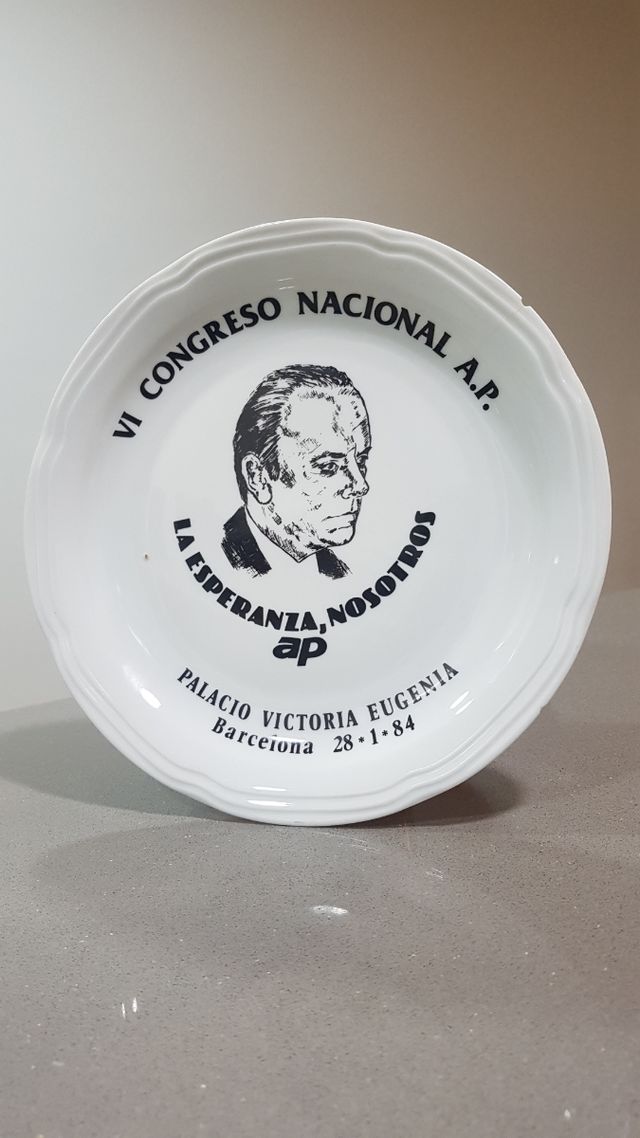 VI CONGRESO NACIONAL A.P.
LA ESPERANZA, NOSOTROS
ap
PALACIO VICTORIA EUGENIA
Barcelona 28*1*84